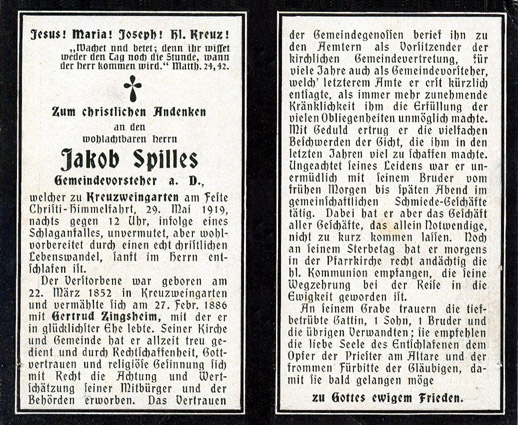 Jesus! Maria! Joseph! Hl. Kreuz!
„Wachet und betet; denn ihr wisset
weder den Tag noch die Stunde, wann
der Herr kommen wird.“ Matth. 24, 42.
Zum christlichen Andenken
an den
wohlachtbaren Herrn
Jakob Spilles
Gemeindevorsteher a. D.,
welcher zu Kreuzweingarten am Feste
Christi-Himmelfahrt, 29. Mai 1919,
nachts gegen 12 Uhr, infolge eines
Schlaganfalles, unvermutet, aber wohl-
vorbereitet durch einen echt christlichen
Lebenswandel, sanft im Herrn ent-
schlafen ist.
Der Verstorbene war geboren am
22. März 1852 in Kreuzweingarten
und vermählte sich am 27. Febr. 1886
mit Gertrud Zingsheim, mit der er
in glücklichster Ehe lebte. Seiner Kirche
und Gemeinde hat er allzeit treu ge-
dient und durch Rechtschaffenheit, Gott-
vertrauen und religiöse Gesinnung sich
mit Recht die Achtung und Wert-
schätzung seiner Mitbürger und der
Behörden erworben. Das Vertrauen
der Gemeindegenossen berief ihn zu
den Aemtern als Vorsitzender der
kirchlichen Gemeindevertretung, für
viele Jahre auch als Gemeindevorsteher,
welch' letzterem Amte er erst kürzlich
entsagte, als immer mehr zunehmende
Kränklichkeit ihm die Erfüllung der
vielen Obliegenheiten unmöglich machte.
Mit Geduld ertrug er die vielfachen
Beschwerden der Gicht, die ihm in den
letzten Jahren viel zu schaffen machte.
Ungeachtet seines Leidens war er un-
ermüdlich mit seinem Bruder vom
frühen Morgen bis späten Abend im
gemeinschaftlichen Schmiede-Geschäfte
tätig. Dabei hat er aber das Geschäft
aller Geschäfte, das allein Notwendige,
nicht zu kurz kommen lassen. Noch
an seinem Sterbetag hat er morgens
in der Pfarrkirche recht andächtig die
hl. Kommunion empfangen, die seine
Wegzehrung bei der Reise in die
Ewigkeit geworden ist.
An seinem Grabe trauern die tief-
betrübte Gattin, 1 Sohn, 1 Bruder und
die übrigen Verwandten; sie empfehlen
die liebe Seele des Entschlafenen dem
Opfer der Priester am Altare und der
frommen Fürbitte der Gläubigen, da-
mit sie bald gelangen möge
zu Gottes ewigem Frieden.